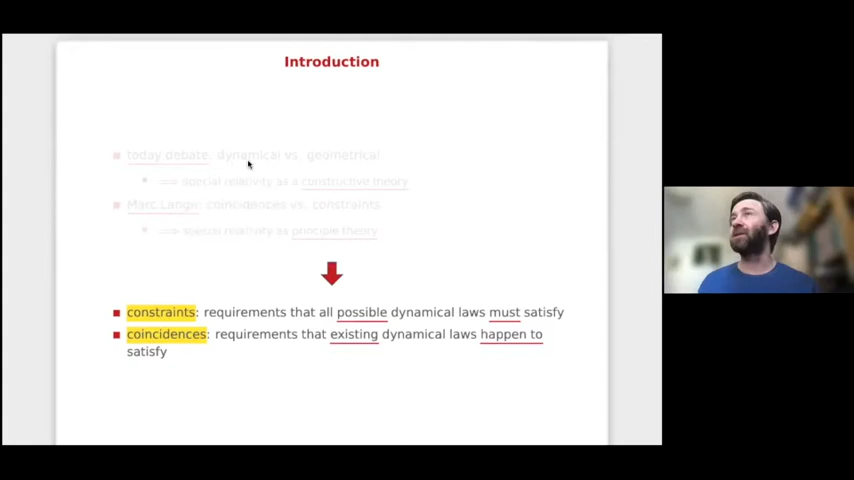 Introduction
today debate: dynamical vs. geometrical
==> special relativity as a constructive theory
Marc Lange: coincidences vs. constraints
==> special relativity as principle theory
constraints: requirements that all possible dynamical laws must satisfy
coincidences: requirements that existing dynamical laws happen to
satisfy